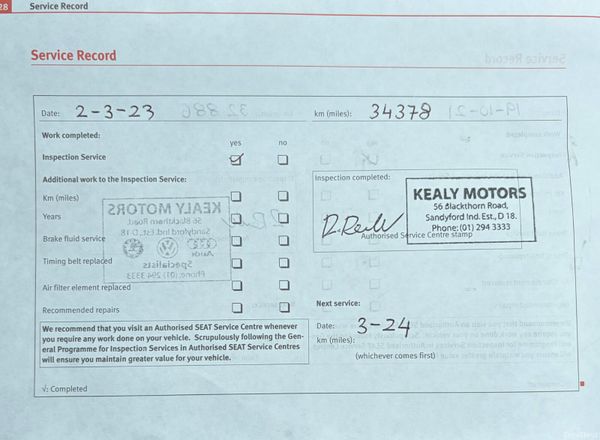 28 Service Record
Service Record
Date: 2-3-23 km (miles): 34378
Work completed:
yes no
Inspection Service
Additional work to the Inspection Service:
Inspection completed:
Km (miles)
Years
Brake fluid service
Timing belt replaced
Air filter element replaced
Recommended repairs
KEALY MOTORS
56 Blackthorn Road,
Sandyford Ind. Est., D 18.
Phone: (01) 294 3333
Authorised Service Centre stamp
We recommend that you visit an Authorised SEAT Service Centre whenever
you require any work done on your vehicle. Scrupulously following the Gen-
eral Programme for Inspection Services in Authorised SEAT Service Centres
will ensure you maintain greater value for your vehicle.
Next service:
Date: 3-24
km (miles):
(whichever comes first)
√: Completed